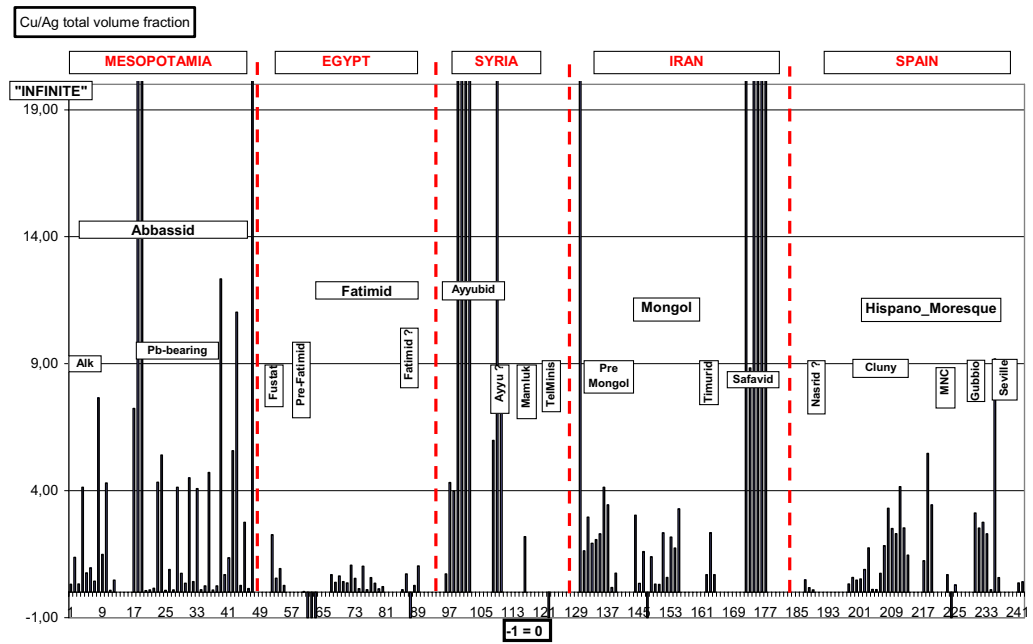 Cu/Ag total volume fraction
MESOPOTAMIA EGYPT SYRIA IRAN SPAIN
"INFINITE"
19,00
14,00
Abbassid
Fatimid
Ayyubid
Mongol
Hispano_Moresque
Pb-bearing
9,00
Alk
Fustat
Pre-Fatimid
Fatimid ?
Ayyu ?
Mamluk
TelMinis
Pre
Mongol
Timurid
Safavid
Nasrid ?
Cluny
MNC
Gubbio
Seville
4,00
-1,00
1 9 17 25 33 41 49 57 65 73 81 89 97 105 113 121 129 137 145 153 161 169 177 185 193 201 209 217 225 233 241
-1 = 0